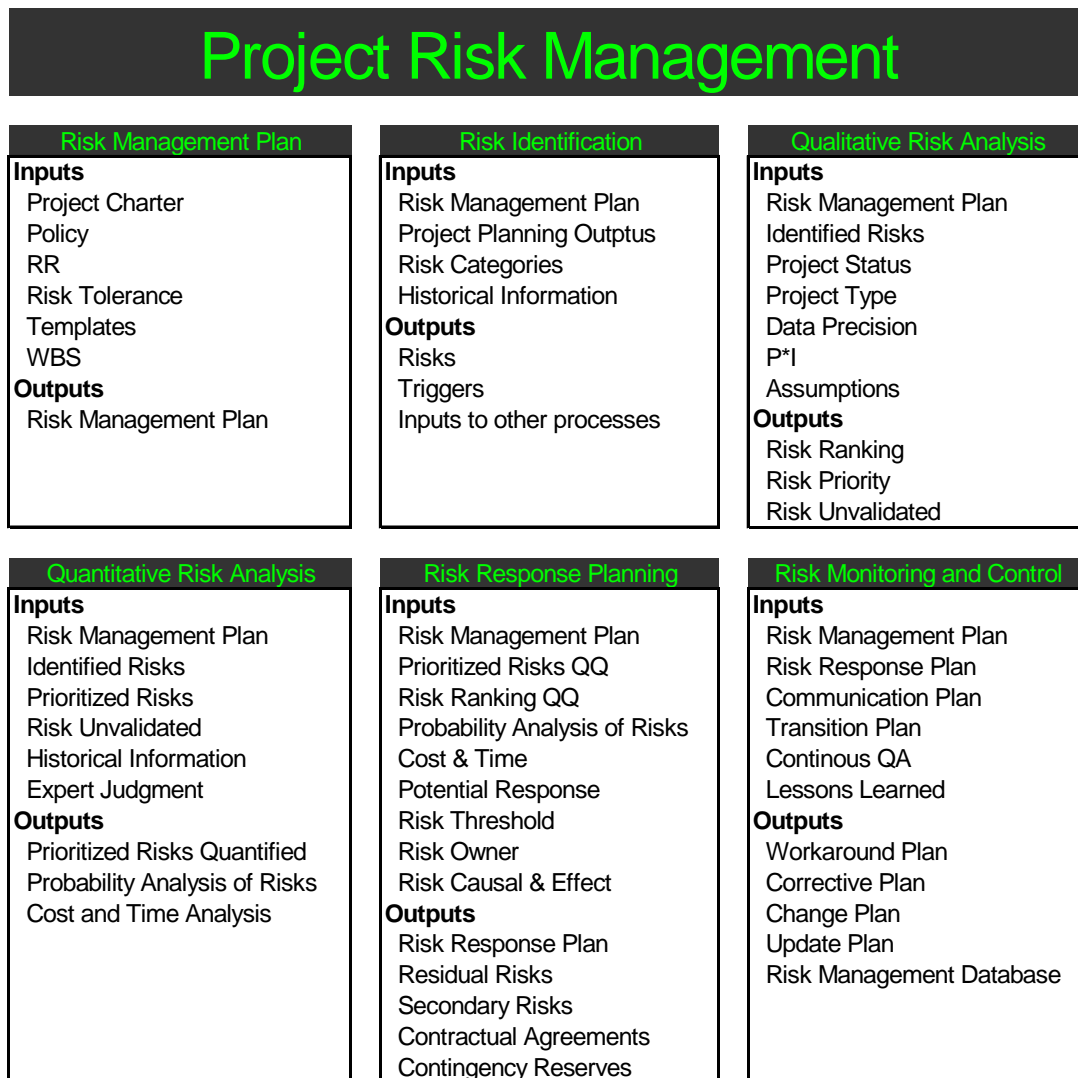 Project Risk Management
Risk Management Plan
Inputs
Project Charter
Policy
RR
Risk Tolerance
Templates
WBS
Outputs
Risk Management Plan
Risk Identification
Inputs
Risk Management Plan
Project Planning Outptus
Risk Categories
Historical Information
Outputs
Risks
Triggers
Inputs to other processes
Qualitative Risk Analysis
Inputs
Risk Management Plan
Identified Risks
Project Status
Project Type
Data Precision
P*I
Assumptions
Outputs
Risk Ranking
Risk Priority
Risk Unvalidated
Quantitative Risk Analysis
Inputs
Risk Management Plan
Identified Risks
Prioritized Risks
Risk Unvalidated
Historical Information
Expert Judgment
Outputs
Prioritized Risks Quantified
Probability Analysis of Risks
Cost and Time Analysis
Risk Response Planning
Inputs
Risk Management Plan
Prioritized Risks QQ
Risk Ranking QQ
Probability Analysis of Risks
Cost & Time
Potential Response
Risk Threshold
Risk Owner
Risk Causal & Effect
Outputs
Risk Response Plan
Residual Risks
Secondary Risks
Contractual Agreements
Contingency Reserves
Risk Monitoring and Control
Inputs
Risk Management Plan
Risk Response Plan
Communication Plan
Transition Plan
Continous QA
Lessons Learned
Outputs
Workaround Plan
Corrective Plan
Change Plan
Update Plan
Risk Management Database